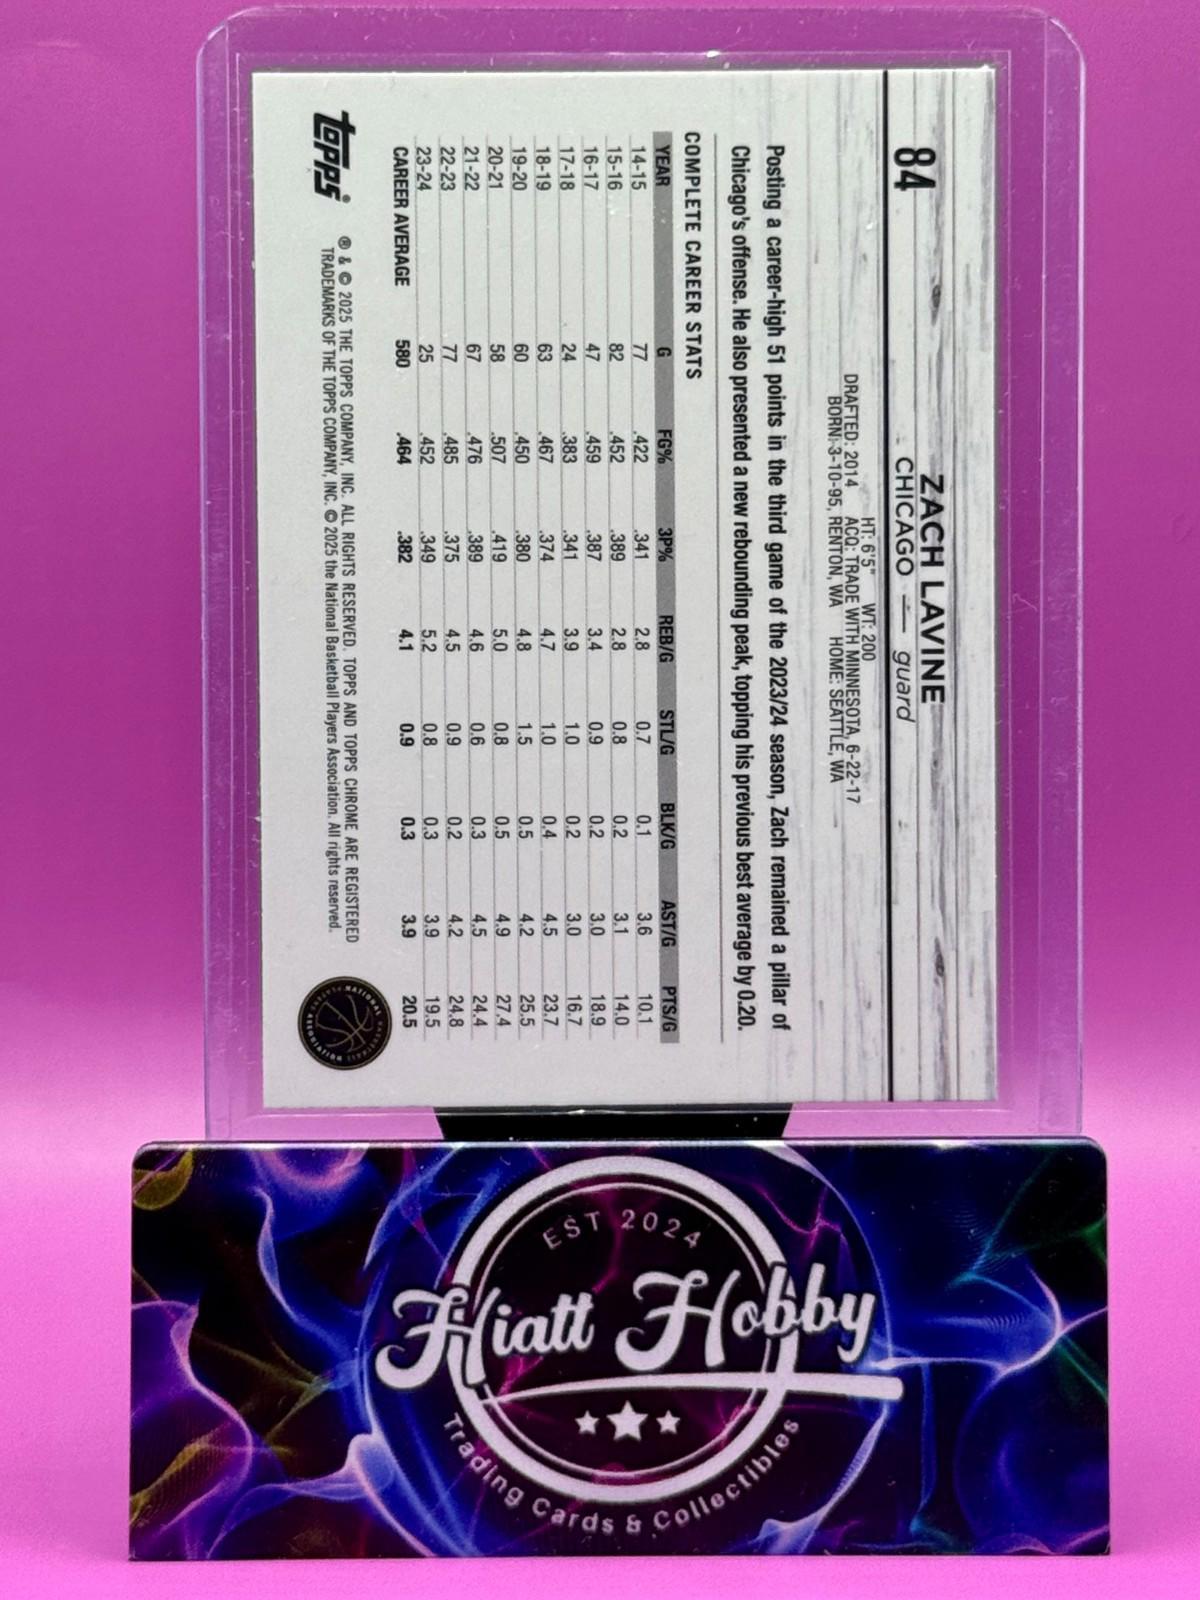 84
ZACH LAVINE
CHICAGO — guard
HT: 6'5" WT: 200
DRAFTED: 2014 ACQ: TRADE WITH MINNESOTA, 6-22-17
BORN: 3-10-95, RENTON, WA HOME: SEATTLE, WA
Posting a career-high 51 points in the third game of the 2023/24 season, Zach remained a pillar of
Chicago's offense. He also presented a new rebounding peak, topping his previous best average by 0.20.
COMPLETE CAREER STATS
YEAR G FG% 3P% REB/G STL/G BLK/G AST/G PTS/G
14-15 77 .422 .341 2.8 0.7 0.1 3.6 10.1
15-16 82 .452 .389 2.8 0.8 0.2 3.1 14.0
16-17 47 .459 .387 3.4 0.9 0.2 3.0 18.9
17-18 24 .383 .341 3.9 1.0 0.2 3.0 16.7
18-19 63 .467 .374 4.7 1.0 0.4 4.5 23.7
19-20 60 .450 .380 4.8 1.5 0.5 4.2 25.5
20-21 58 .507 .419 5.0 0.8 0.5 4.9 27.4
21-22 67 .476 .389 4.6 0.6 0.3 4.5 24.4
22-23 77 .485 .375 4.5 0.9 0.2 4.2 24.8
23-24 25 .452 .349 5.2 0.8 0.3 3.9 19.5
CAREER AVERAGE 580 .464 .382 4.1 0.9 0.3 3.9 20.5
topps®
® & © 2025 THE TOPPS COMPANY, INC. ALL RIGHTS RESERVED. TOPPS AND TOPPS CHROME ARE REGISTERED
TRADEMARKS OF THE TOPPS COMPANY, INC. © 2025 the National Basketball Players Association. All rights reserved.
NATIONAL BASKETBALL PLAYERS ASSOCIATION
EST 2024
Hiatt Hobby
Trading Cards & Collectibles